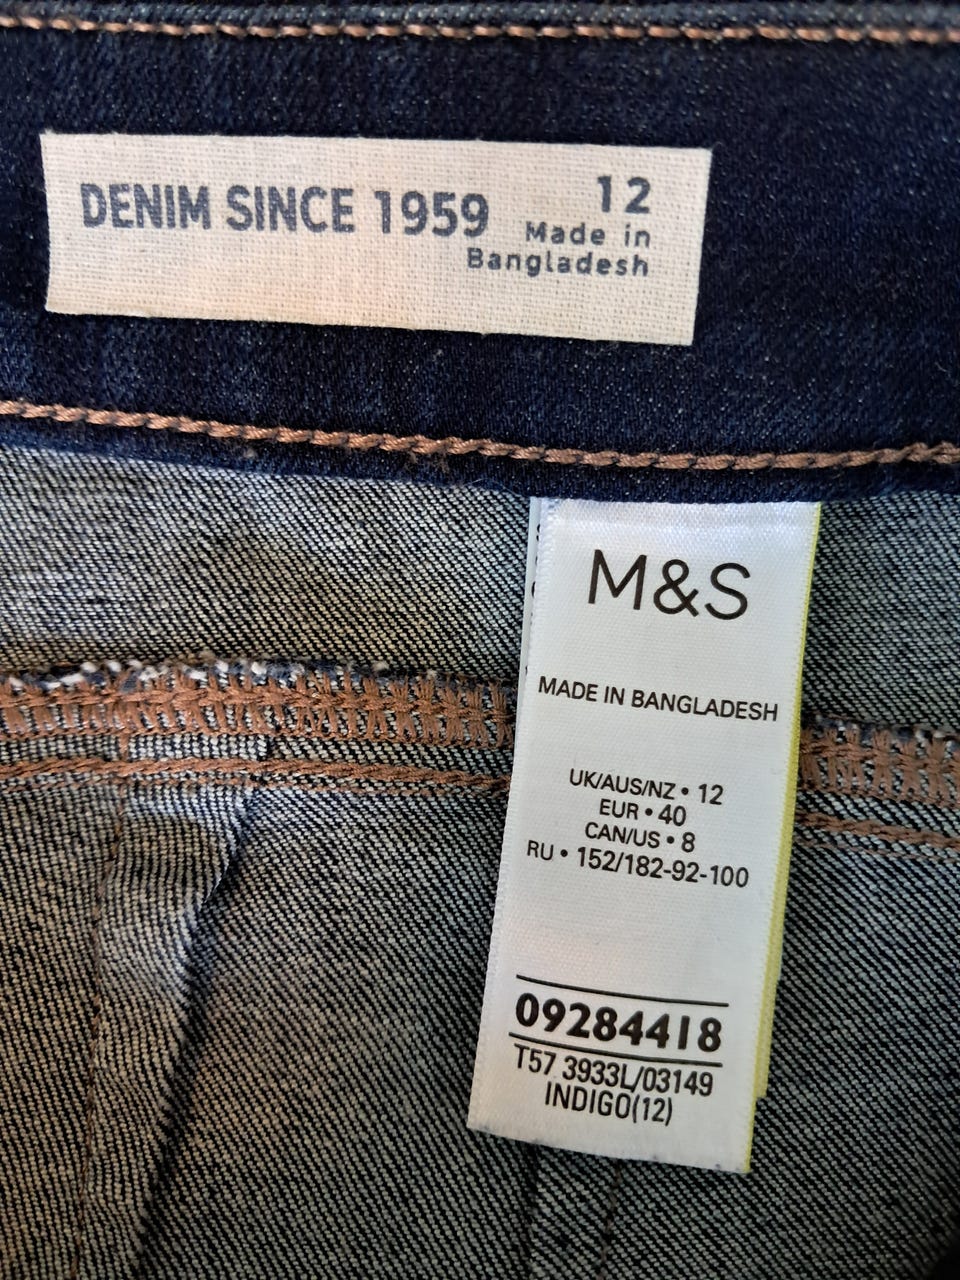 DENIM SINCE 1959
12
Made in
Bangladesh
M&S
MADE IN BANGLADESH
UK/AUS/NZ • 12
EUR • 40
CAN/US • 8
RU • 152/182-92-100
09284418
T57 3933L/03149
INDIGO(12)